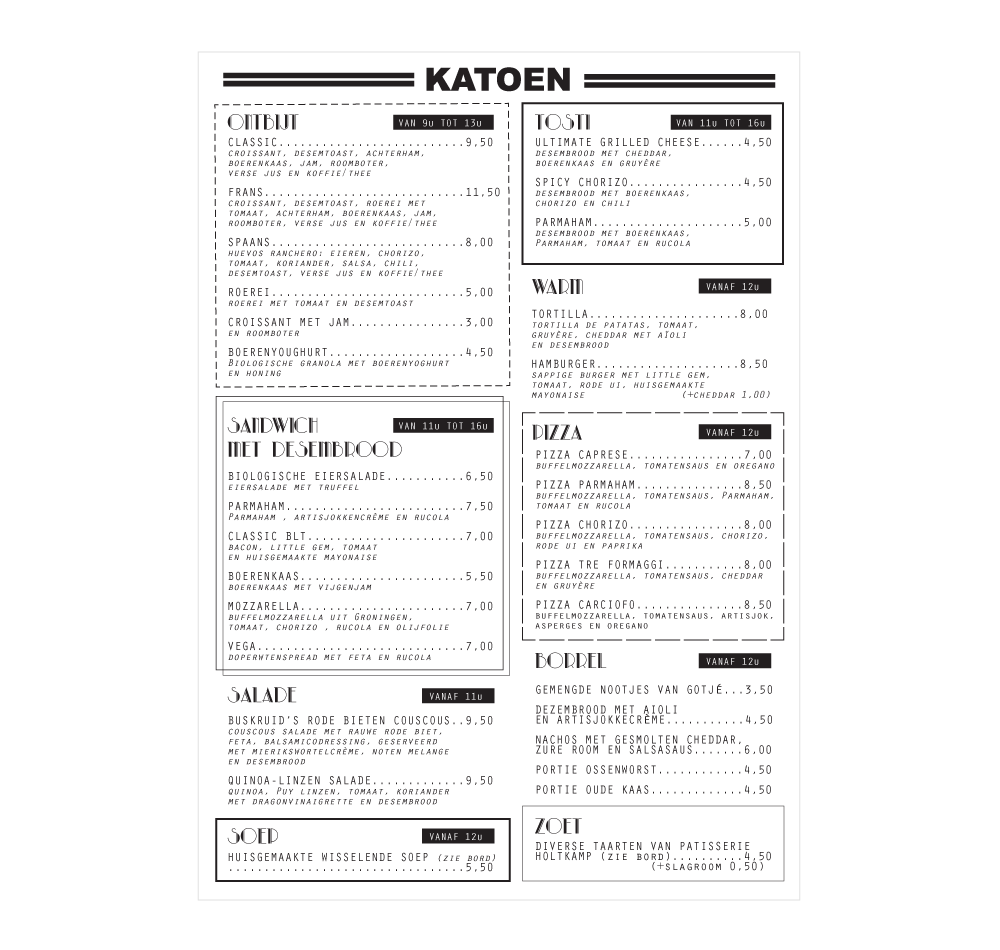 KATOEN
ONTBIJT VAN 9u TOT 13u
CLASSIC..........................9,50
CROISSANT, DESEMTOAST, ACHTERHAM,
BOERENKAAS, JAM, ROOMBOTER,
VERSE JUS EN KOFFIE/THEE
FRANS............................11,50
CROISSANT, DESEMTOAST, ROEREI MET
TOMAAT, ACHTERHAM, BOERENKAAS, JAM,
ROOMBOTER, VERSE JUS EN KOFFIE/THEE
SPAANS...........................8,00
HUEVOS RANCHERO: EIEREN, CHORIZO,
TOMAAT, KORIANDER, SALSA, CHILI,
DESEMTOAST, VERSE JUS EN KOFFIE/THEE
ROEREI...........................5,00
ROEREI MET TOMAAT EN DESEMTOAST
CROISSANT MET JAM................3,00
EN ROOMBOTER
BOERENYOUGHURT...................4,50
BIOLOGISCHE GRANOLA MET BOERENYOGHURT
EN HONING
SANDWICH VAN 11u TOT 16u
MET DESEMBROOD
BIOLOGISCHE EIERSALADE...........6,50
EIERSALADE MET TRUFFEL
PARMAHAM.........................7,50
PARMAHAM , ARTISJOKKENCRÊME EN RUCOLA
CLASSIC BLT......................7,00
BACON, LITTLE GEM, TOMAAT
EN HUISGEMAAKTE MAYONAISE
BOERENKAAS.......................5,50
BOERENKAAS MET VIJGENJAM
MOZZARELLA.......................7,00
BUFFELMOZZARELLA UIT GRONINGEN,
TOMAAT, CHORIZO , RUCOLA EN OLIJFOLIE
VEGA.............................7,00
DOPERWTENSPREAD MET FETA EN RUCOLA
SALADE VANAF 11u
BUSKRUID'S RODE BIETEN COUSCOUS..9,50
COUSCOUS SALADE MET RAUWE RODE BIET,
FETA, BALSAMICODRESSING, GESERVEERD
MET MIERIKSWORTELCRÈME, NOTEN MELANGE
EN DESEMBROOD
QUINOA-LINZEN SALADE.............9,50
QUINOA, PUY LINZEN, TOMAAT, KORIANDER
MET DRAGONVINAIGRETTE EN DESEMBROOD
SOEP VANAF 12u
HUISGEMAAKTE WISSELENDE SOEP (ZIE BORD)
.................................5,50
TOSTI VAN 11u TOT 16u
ULTIMATE GRILLED CHEESE......4,50
DESEMBROOD MET CHEDDAR,
BOERENKAAS EN GRUYÈRE
SPICY CHORIZO................4,50
DESEMBROOD MET BOERENKAAS,
CHORIZO EN CHILI
PARMAHAM.....................5,00
DESEMBROOD MET BOERENKAAS,
PARMAHAM, TOMAAT EN RUCOLA
WARM VANAF 12u
TORTILLA.....................8,00
TORTILLA DE PATATAS, TOMAAT,
GRUYÈRE, CHEDDAR MET AÏOLI
EN DESEMBROOD
HAMBURGER....................8,50
SAPPIGE BURGER MET LITTLE GEM,
TOMAAT, RODE UI, HUISGEMAAKTE
MAYONAISE (+CHEDDAR 1,00)
PIZZA VANAF 12u
PIZZA CAPRESE................7,00
BUFFELMOZZARELLA, TOMATENSAUS EN OREGANO
PIZZA PARMAHAM...............8,50
BUFFELMOZZARELLA, TOMATENSAUS, PARMAHAM,
TOMAAT EN RUCOLA
PIZZA CHORIZO................8,00
BUFFELMOZZARELLA, TOMATENSAUS, CHORIZO,
RODE UI EN PAPRIKA
PIZZA TRE FORMAGGI...........8,00
BUFFELMOZZARELLA, TOMATENSAUS, CHEDDAR
EN GRUYÈRE
PIZZA CARCIOFO...............8,50
BUFFELMOZZARELLA, TOMATENSAUS, ARTISJOK,
ASPERGES EN OREGANO
BORREL VANAF 12u
GEMENGDE NOOTJES VAN GOTJÉ...3,50
DEZEMBROOD MET AIOLI
EN ARTISJOKKECRÈME...........4,50
NACHOS MET GESMOLTEN CHEDDAR,
ZURE ROOM EN SALSASAUS.......6,00
PORTIE OSSENWORST............4,50
PORTIE OUDE KAAS.............4,50
ZOET
DIVERSE TAARTEN VAN PATISSERIE
HOLTKAMP (ZIE BORD)..........4,50
(+SLAGROOM 0,50)